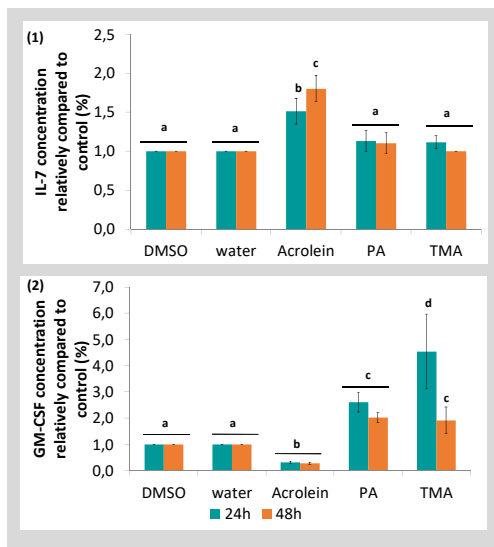 (1)
IL-7 concentration
relatively compared to
control (%)
2,5
2,0
1,5
1,0
0,5
0,0
a
a
b
c
a
a
DMSO water Acrolein PA TMA
(2)
GM-CSF concentration
relatively compared to
control (%)
7,0
6,0
5,0
4,0
3,0
2,0
1,0
0,0
a
a
b
c
d
c
DMSO water Acrolein PA TMA
24h 48h